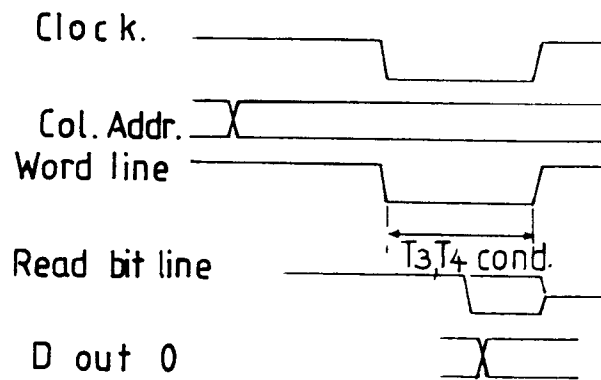 Clock.
Col. Addr.
Word line
T3,T4 cond.
Read bit line
D out 0